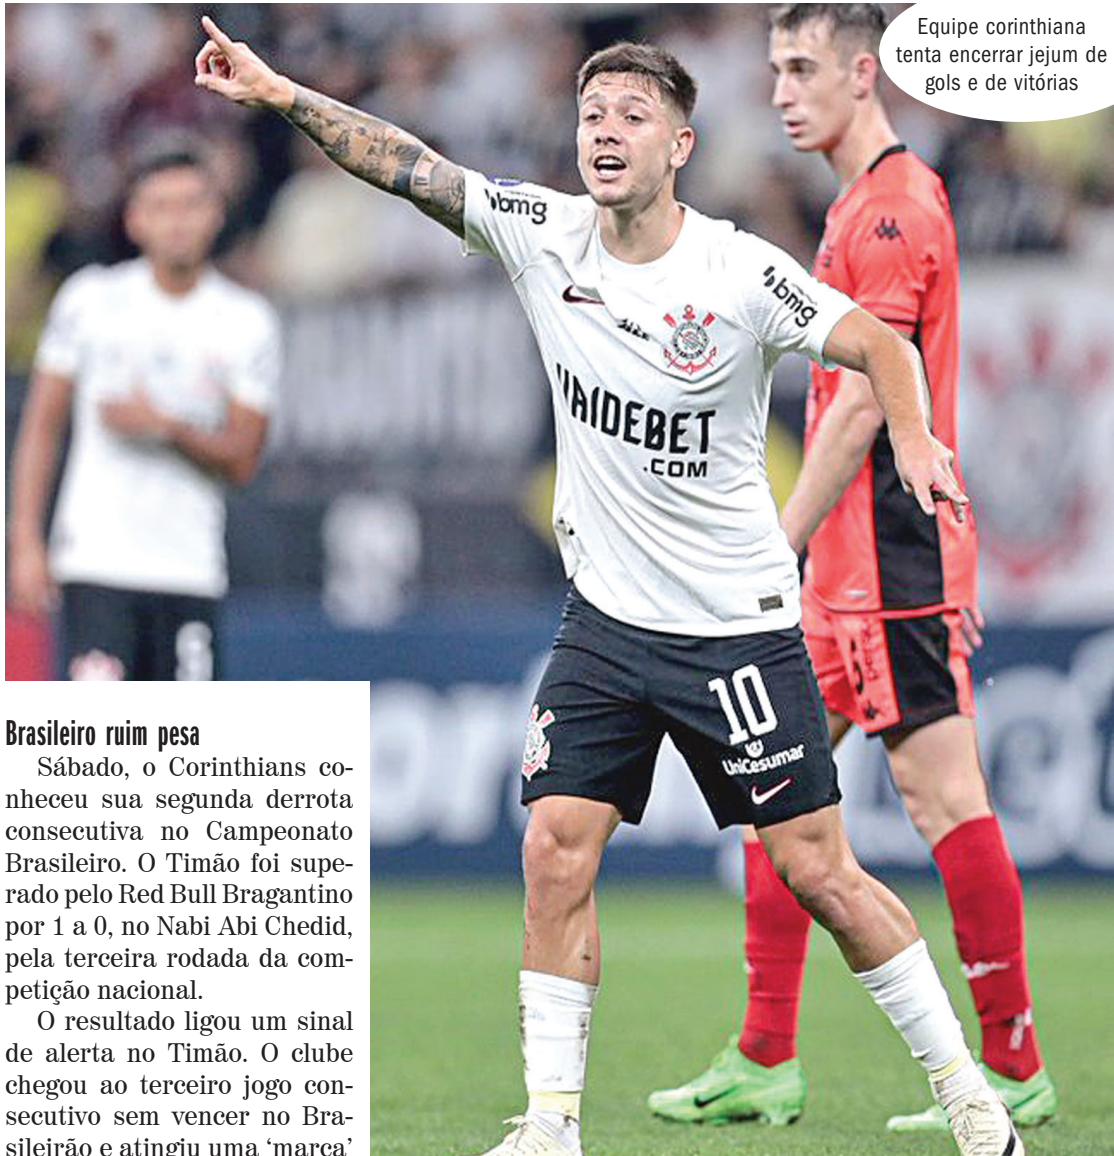 Equipe corinthiana
tenta encerrar jejum de
gols e de vitórias
bmg
bmg
VAIDEBET
.COM
10
UniCesumar
Brasileiro ruim pesa
Sábado, o Corinthians co-
nheceu sua segunda derrota
consecutiva no Campeonato
Brasileiro. O Timão foi supe-
rado pelo Red Bull Bragantino
por 1 a 0, no Nabi Abi Chedid,
pela terceira rodada da com-
petição nacional.
O resultado ligou um sinal
de alerta no Timão. O clube
chegou ao terceiro jogo con-
secutivo sem vencer no Bra-
sileirão e atingiu uma ‘marca’